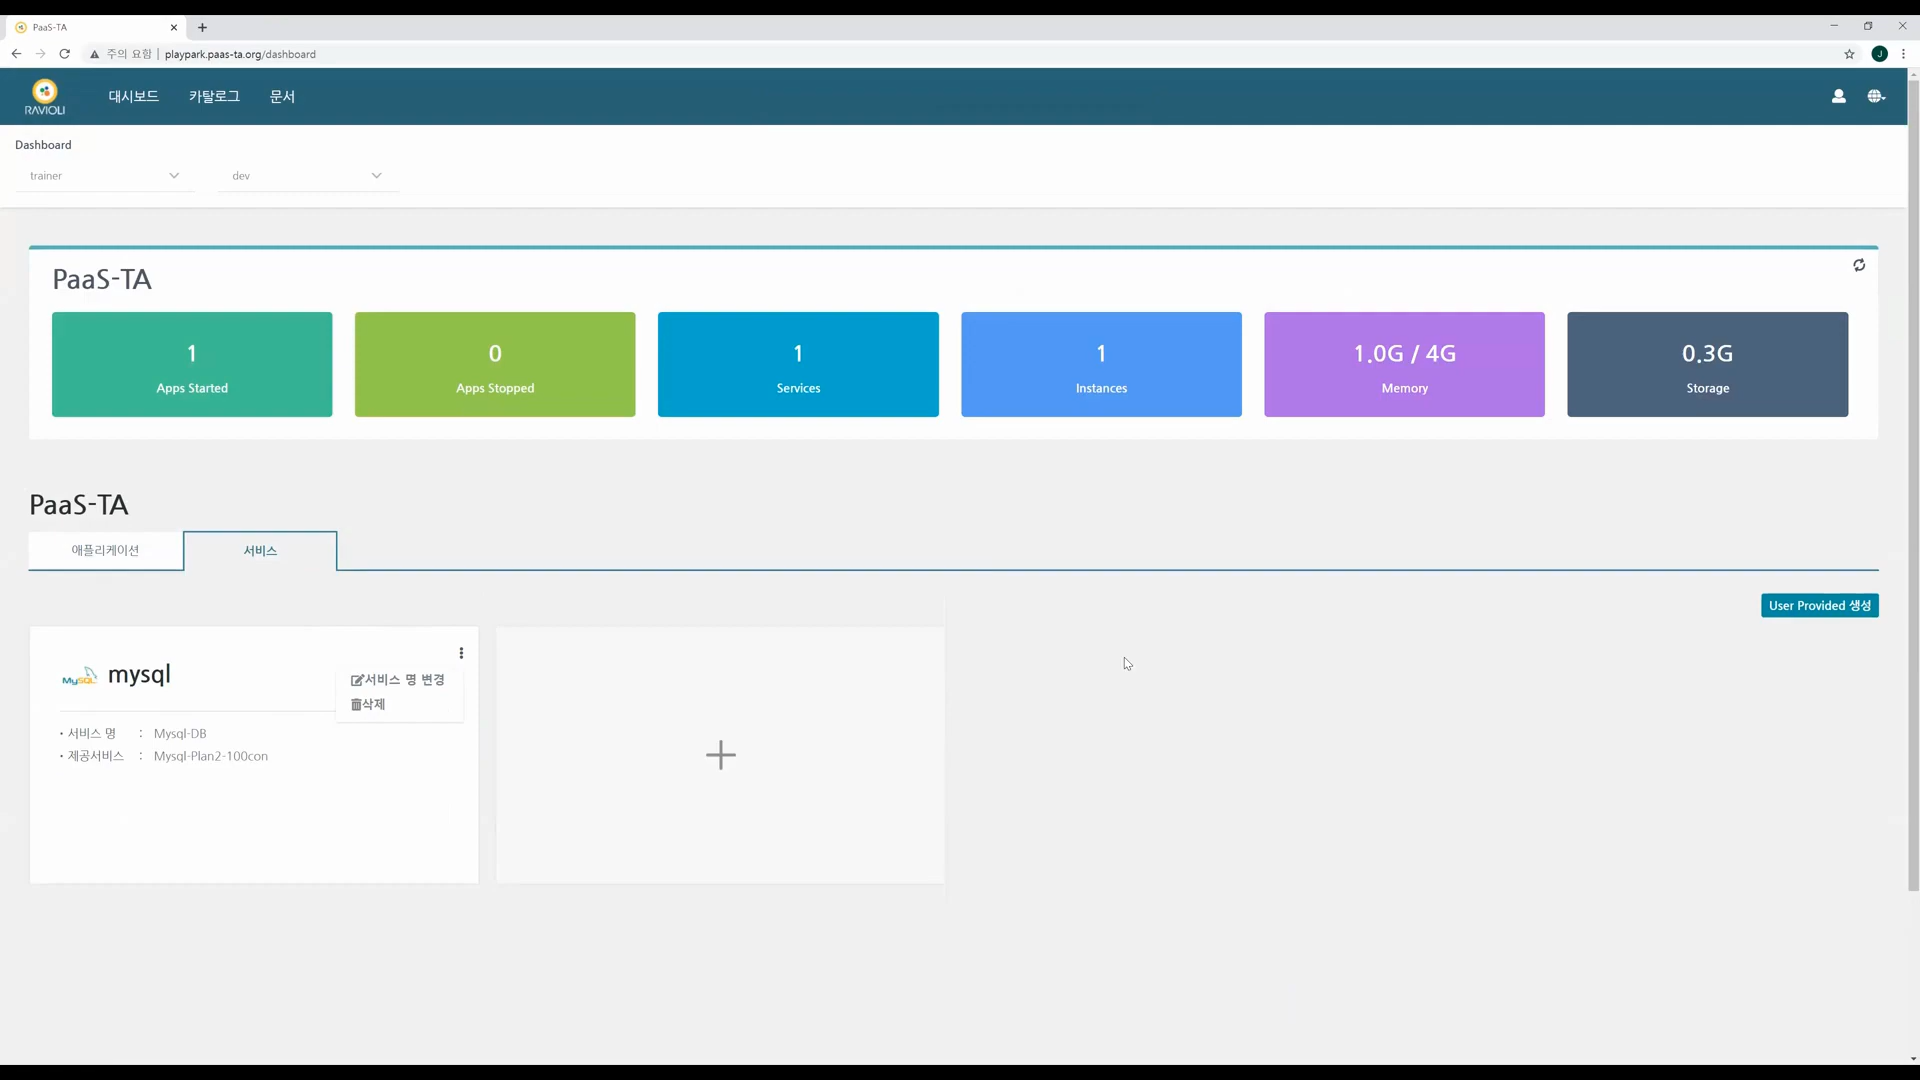 PaaS-TA
주의 요함 | playpark.paas-ta.org/dashboard
J
RAVIOLI
대시보드 카탈로그 문서
Dashboard
trainer dev
PaaS-TA
1 0 1 1 1.0G / 4G 0.3G
Apps Started Apps Stopped Services Instances Memory Storage
PaaS-TA
애플리케이션 서비스
User Provided 생성
MySQL mysql
서비스 명 변경
삭제
• 서비스 명 : Mysql-DB
• 제공서비스 : Mysql-Plan2-100con